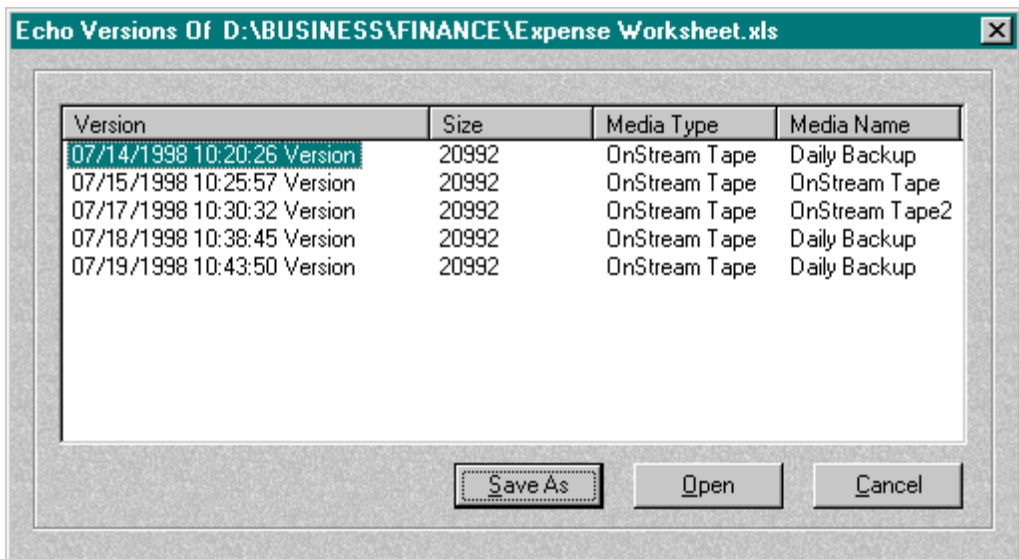 Echo Versions Of  D:\BUSINESS\FINANCE\Expense Worksheet.xls
Version Size Media Type Media Name
07/14/1998 10:20:26 Version 20992 OnStream Tape Daily Backup
07/15/1998 10:25:57 Version 20992 OnStream Tape OnStream Tape
07/17/1998 10:30:32 Version 20992 OnStream Tape OnStream Tape2
07/18/1998 10:38:45 Version 20992 OnStream Tape Daily Backup
07/19/1998 10:43:50 Version 20992 OnStream Tape Daily Backup
Save As Open Cancel